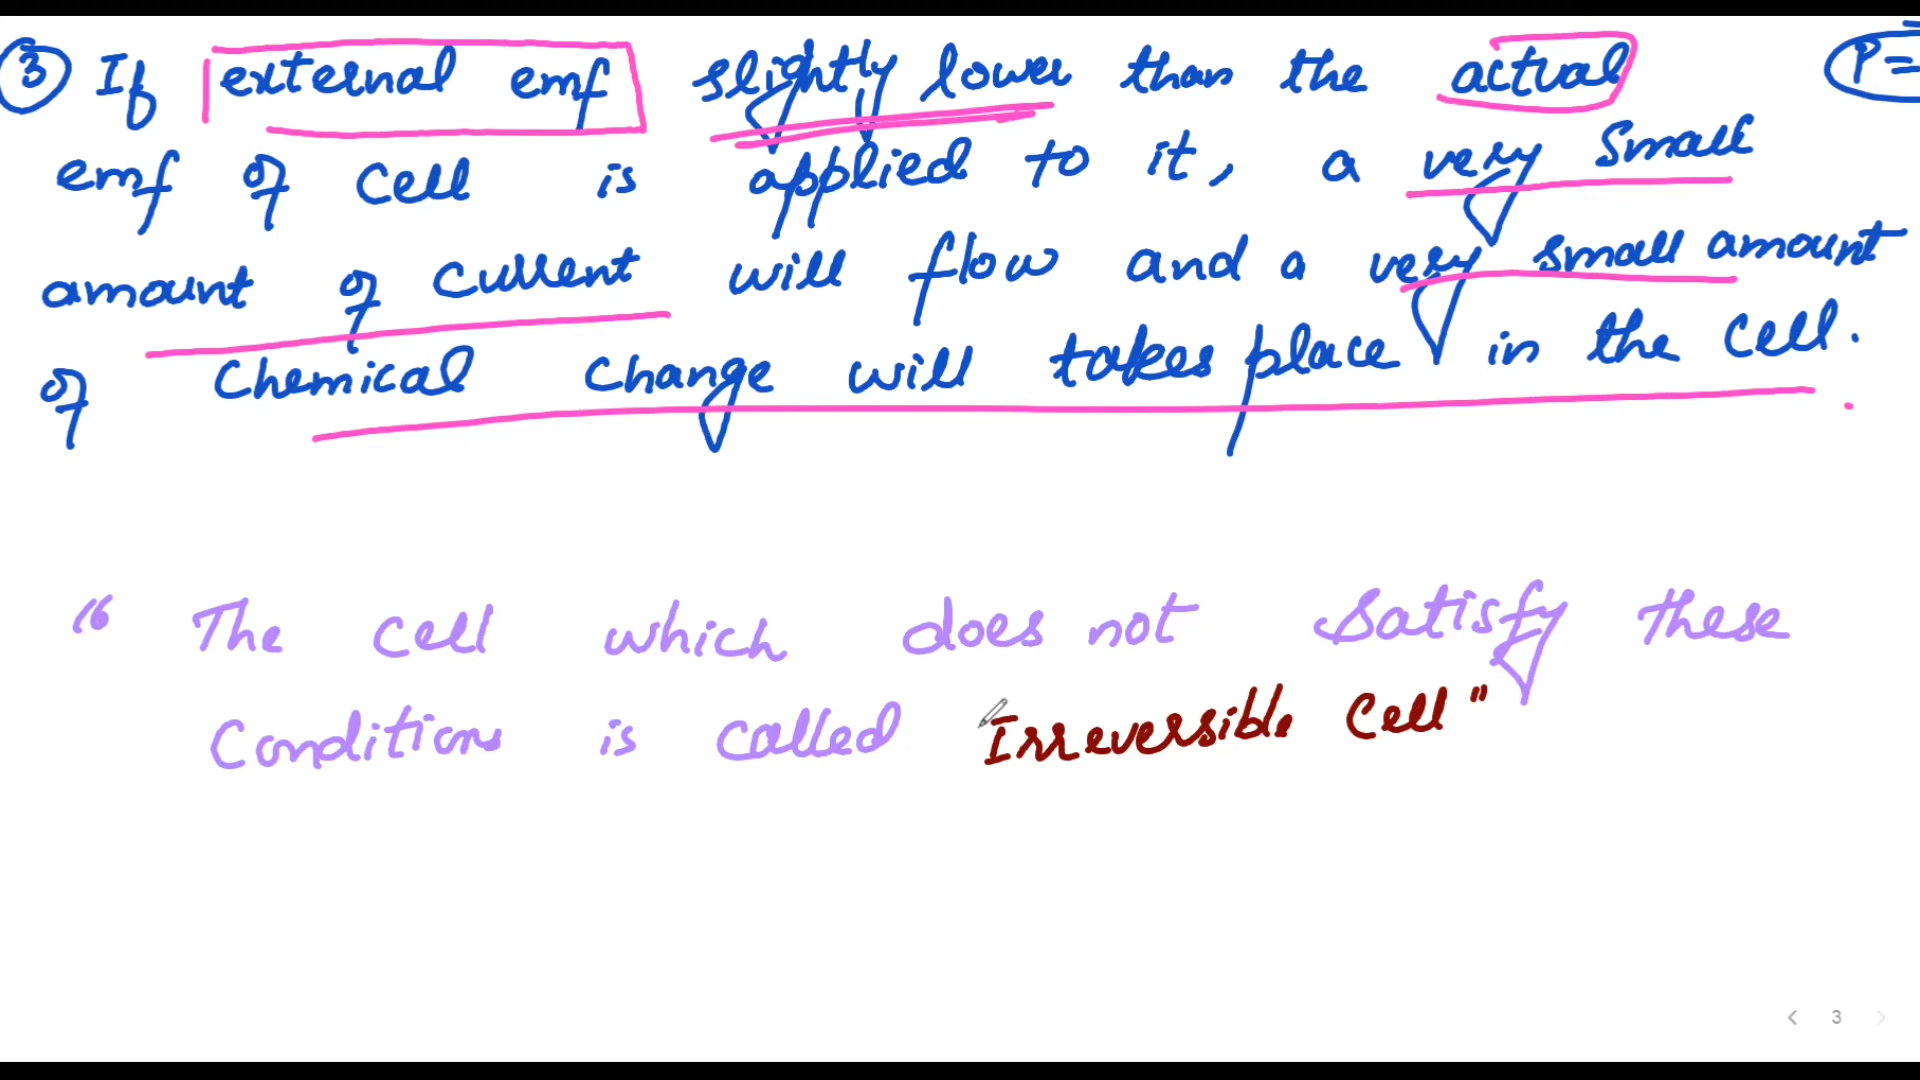 ③ If external emf slightly lower than the actual P=
emf of cell is applied to it, a very small
amount of current will flow and a very small amount
of chemical change will takes place in the cell.
“ The cell which does not satisfy these
Conditions is called Irreversible Cell"
< 3 >